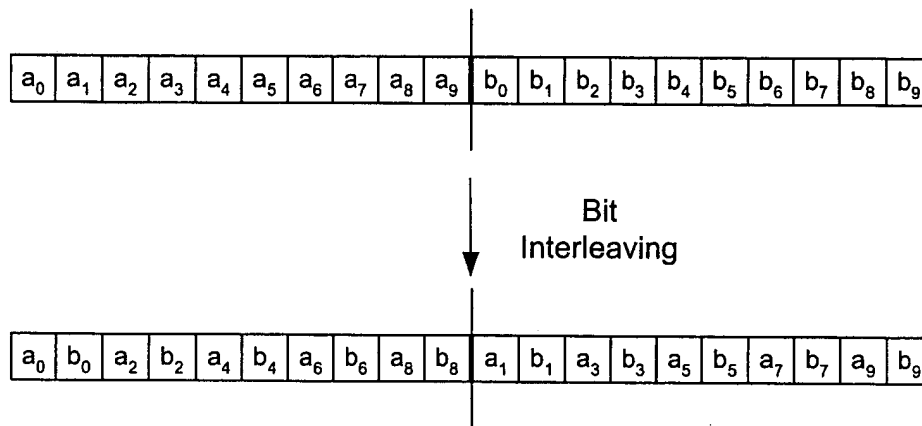 a₀ a₁ a₂ a₃ a₄ a₅ a₆ a₇ a₈ a₉ b₀ b₁ b₂ b₃ b₄ b₅ b₆ b₇ b₈ b₉
Bit
Interleaving
a₀ b₀ a₂ b₂ a₄ b₄ a₆ b₆ a₈ b₈ a₁ b₁ a₃ b₃ a₅ b₅ a₇ b₇ a₉ b₉